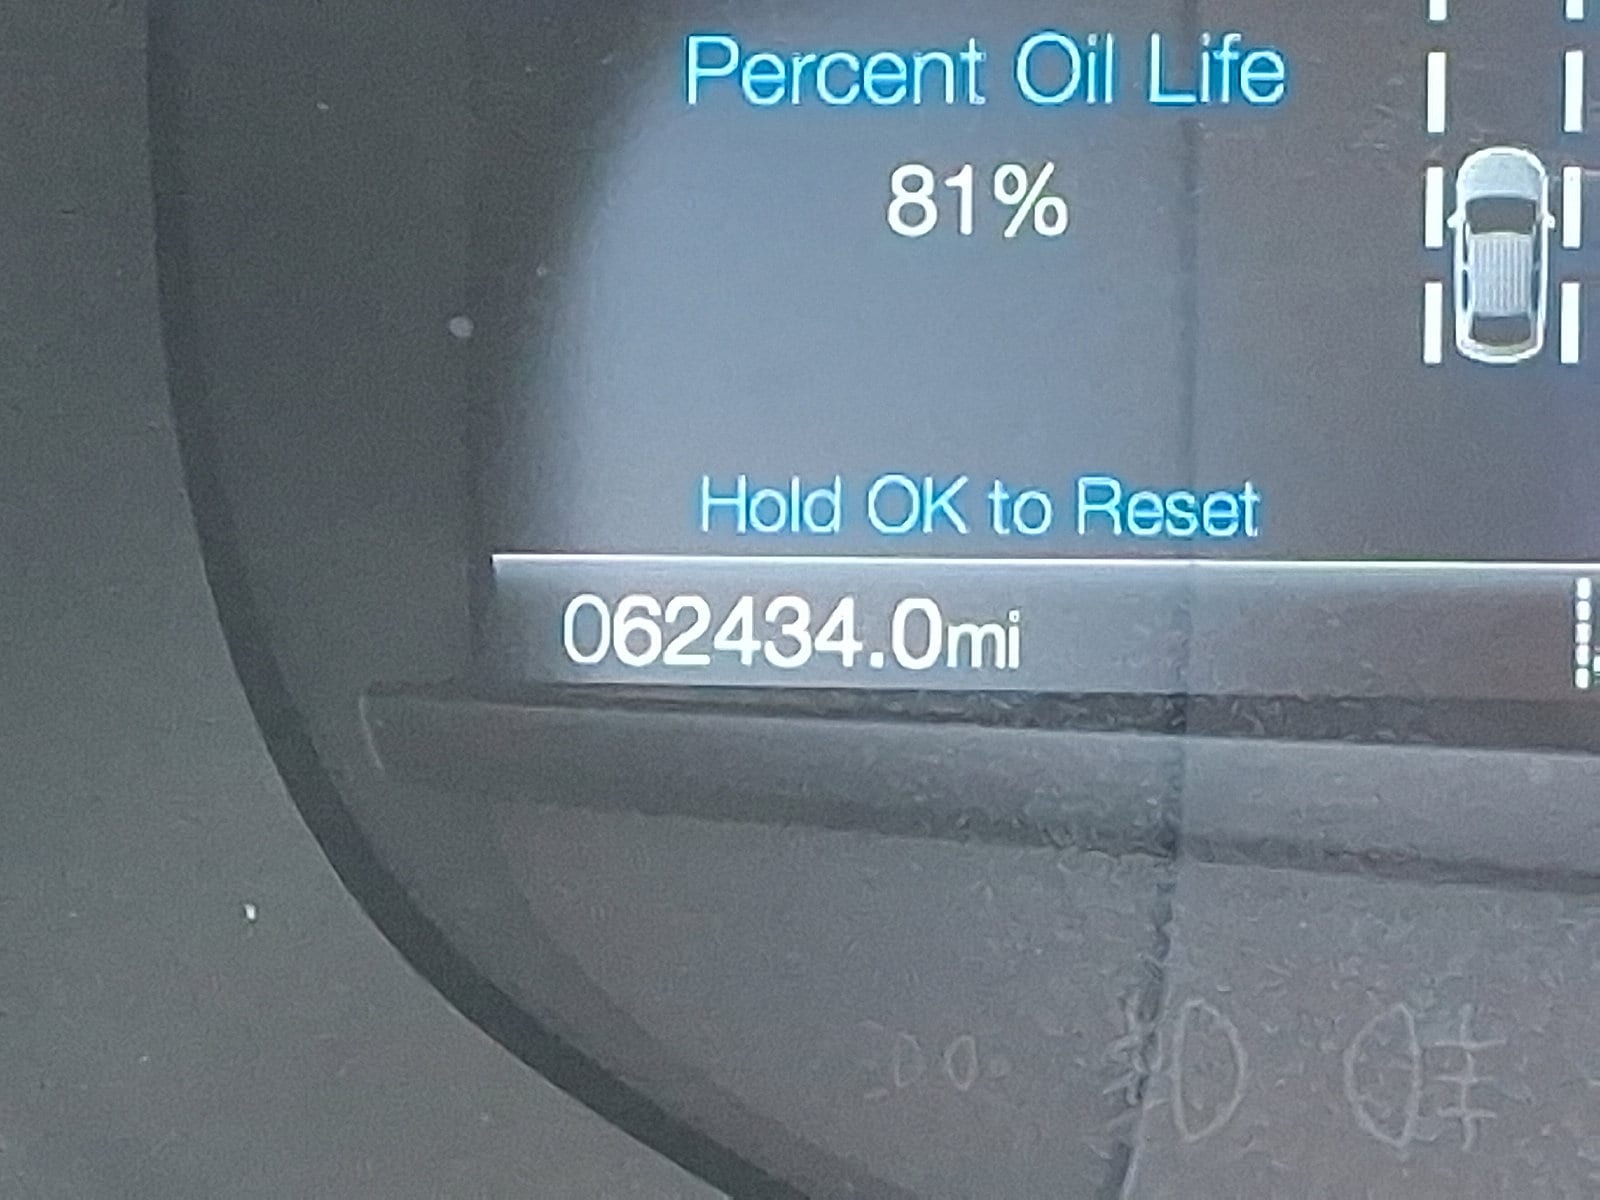 Percent Oil Life
81%
Hold OK to Reset
062434.0mi